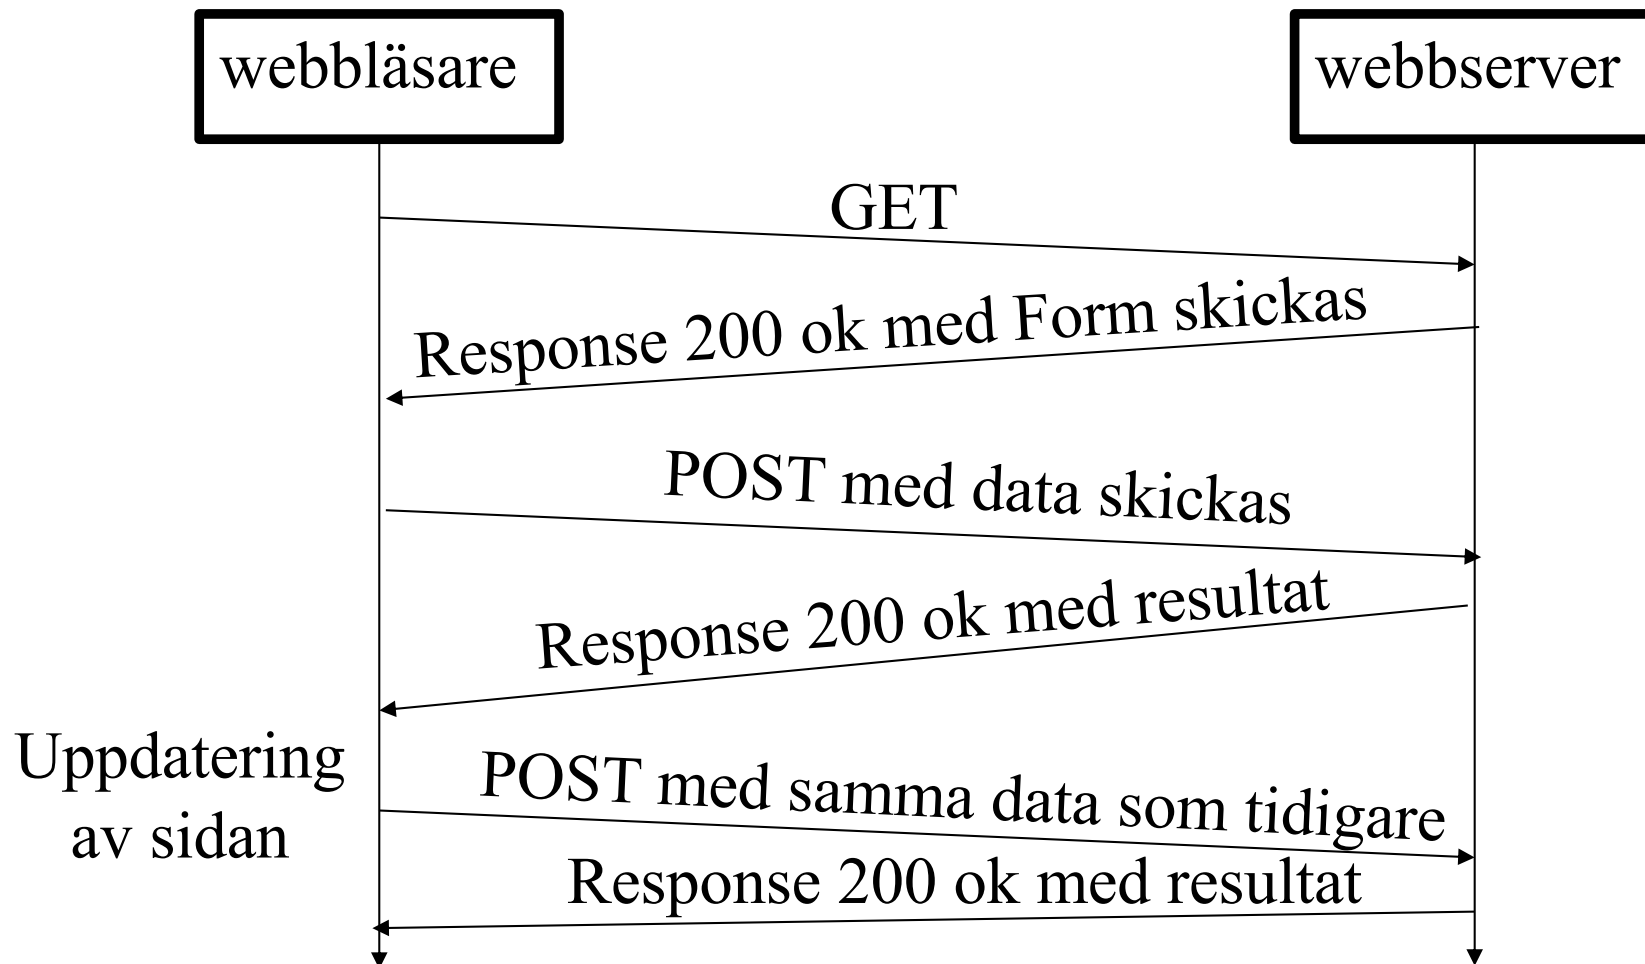 webbläsare
webbserver
GET
Response 200 ok med Form skickas
POST med data skickas
Response 200 ok med resultat
Uppdatering
av sidan
POST med samma data som tidigare
Response 200 ok med resultat